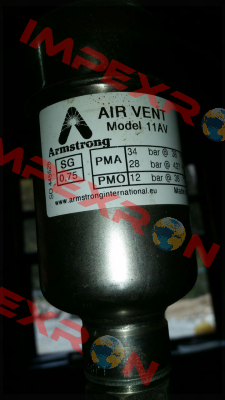 IMPEXRON
AIR VENT
Model 11AV
Armstrong
SG
0,75
PMA
34 bar @
28 bar @
PMO
12 bar @
www.armstronginternational.eu
IMPEXRON